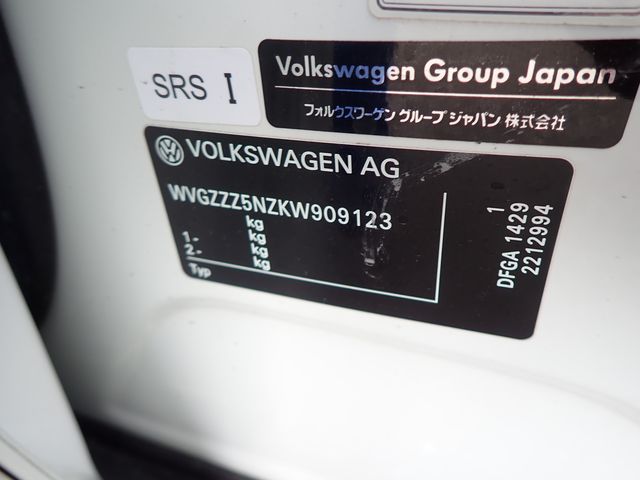 SRS I
Volkswagen Group Japan
フォルクスワーゲン グループ ジャパン 株式会社
VOLKSWAGEN AG
WVGZZZ5NZKW909123
kg
1.- kg
2.- kg
kg
Typ
1
DFGA 1429
2212994